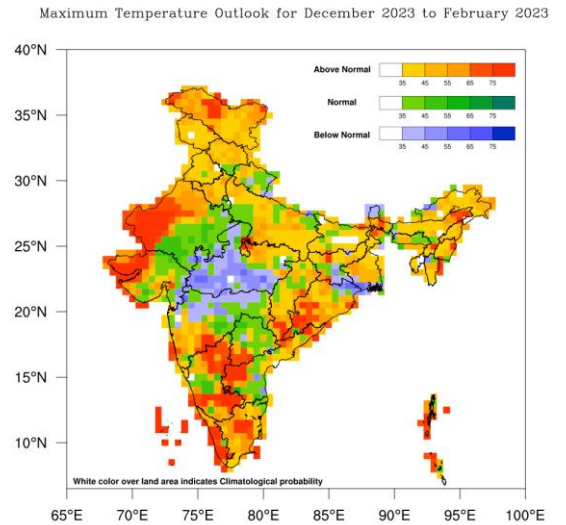 Maximum Temperature Outlook for December 2023 to February 2023
40°N
35°N
30°N
25°N
20°N
15°N
10°N
Above Normal
35 45 55 65 75
Normal
35 45 55 65 75
Below Normal
35 45 55 65 75
White color over land area indicates Climatological probability
65°E 70°E 75°E 80°E 85°E 90°E 95°E 100°E